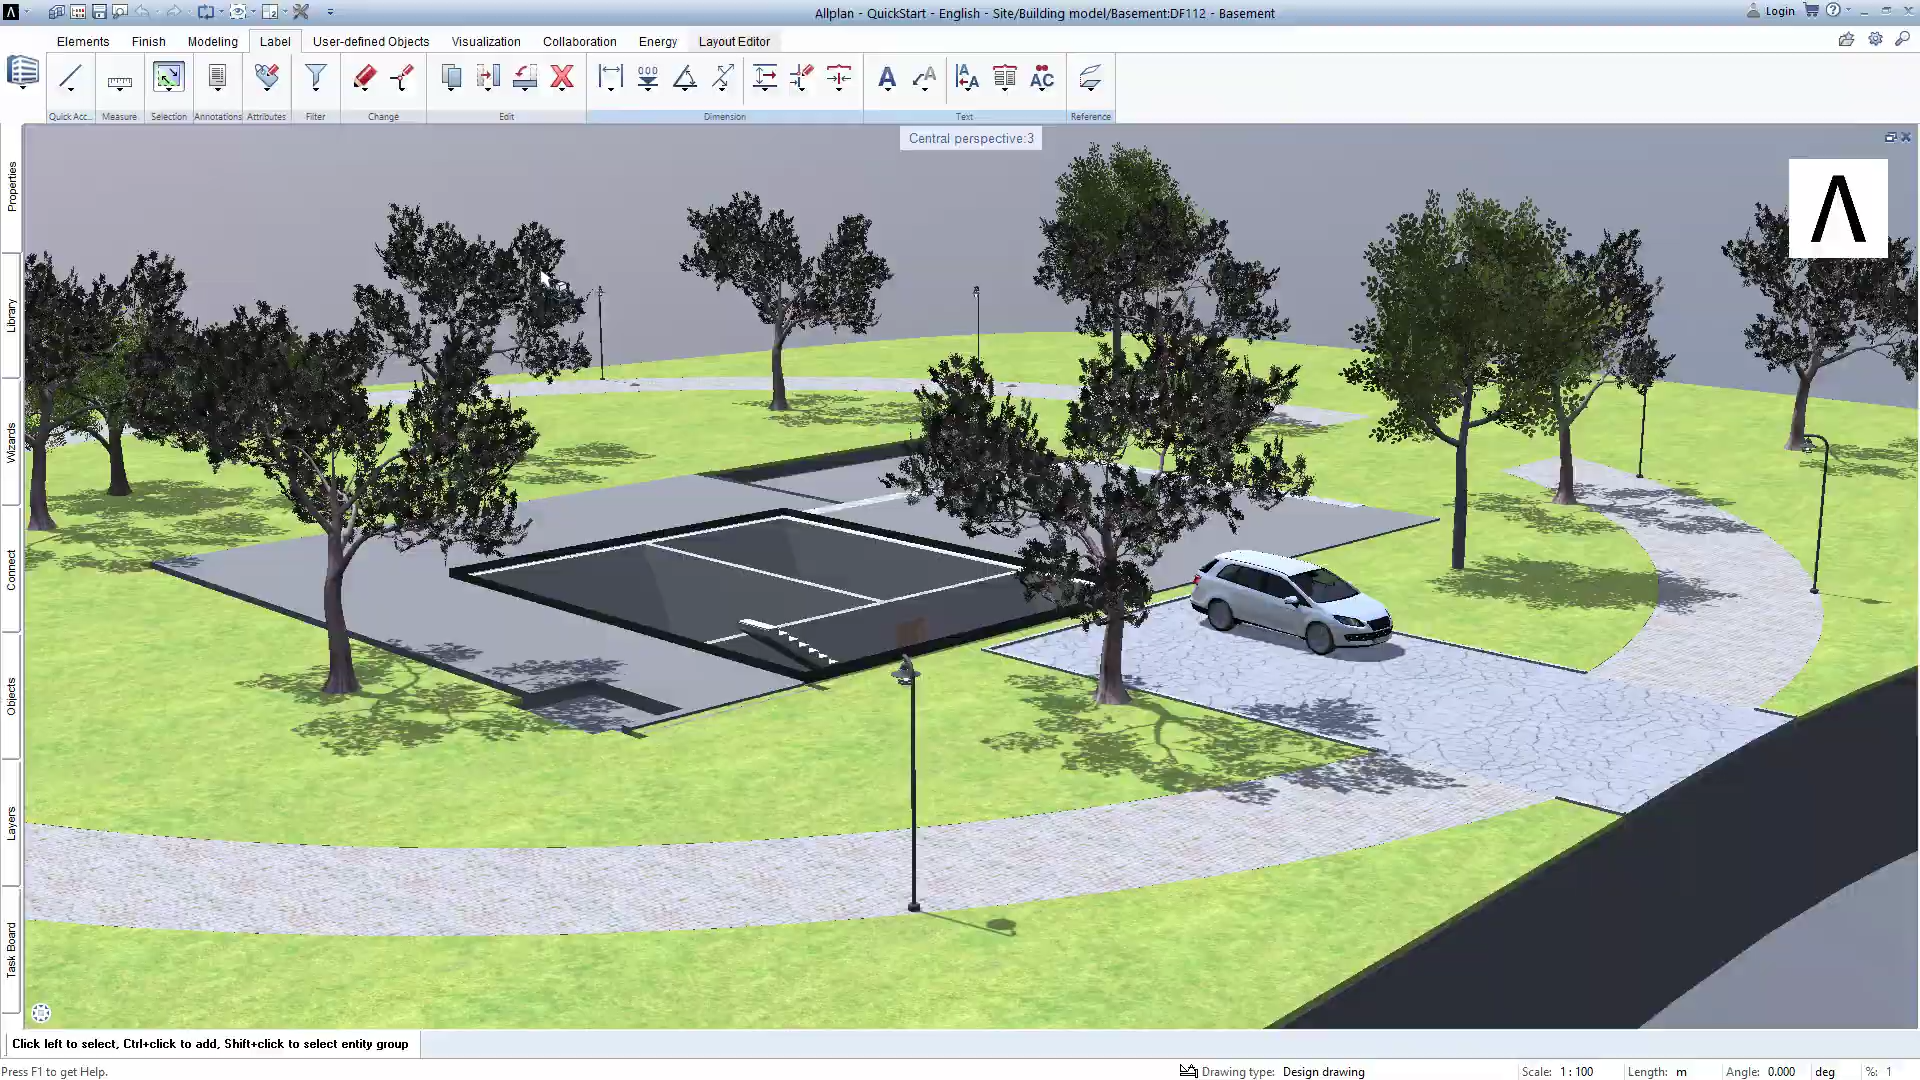 Allplan - QuickStart - English - Site/Building model/Basement:DF112 - Basement
Login
Elements Finish Modeling Label User-defined Objects Visualization Collaboration Energy Layout Editor
Quick Acc... Measure Selection Annotations Attributes Filter Change Edit Dimension Text Reference
Central perspective:3
Properties
Library
Wizards
Connect
Objects
Layers
Task Board
Click left to select, Ctrl+click to add, Shift+click to select entity group
Press F1 to get Help.
Drawing type: Design drawing
Scale: 1 : 100
Length: m
Angle: 0.000 deg
%: 1